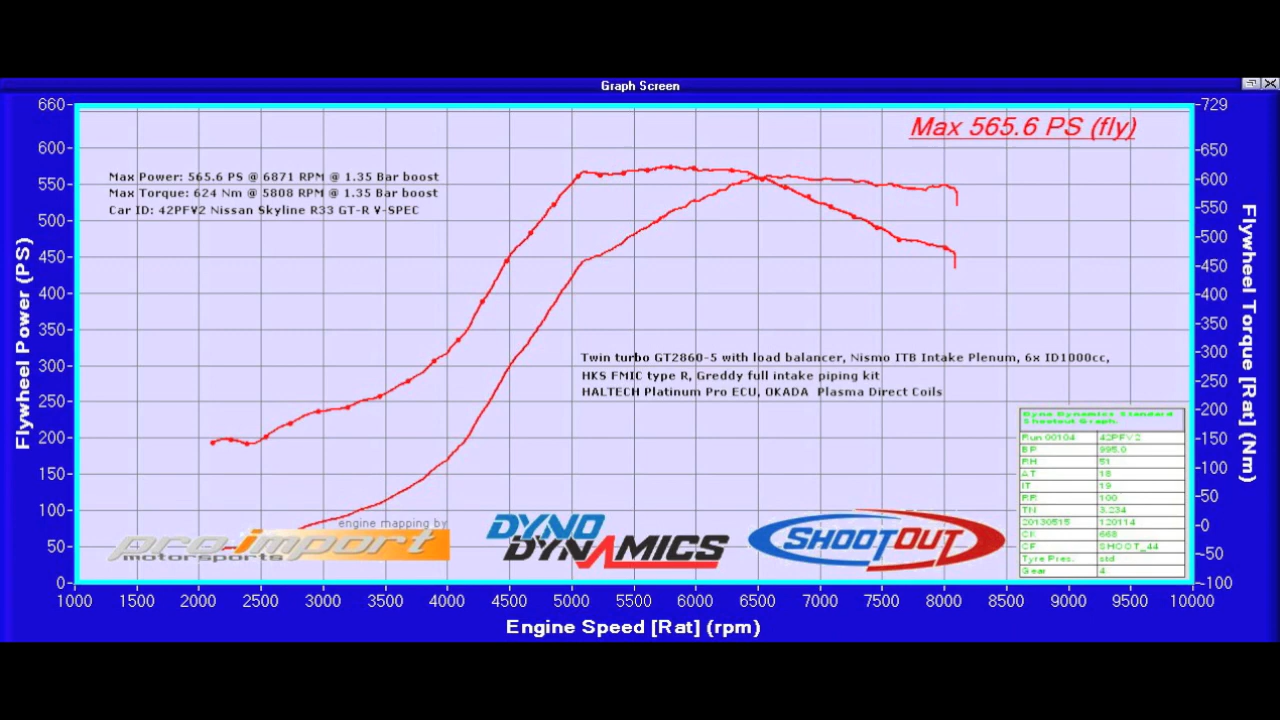 Graph Screen
Max 565.6 PS (fly)
Max Power: 565.6 PS @ 6871 RPM @ 1.35 Bar boost
Max Torque: 624 Nm @ 5808 RPM @ 1.35 Bar boost
Car ID: 42PFV2 Nissan Skyline R33 GT-R V-SPEC
Twin turbo GT2860-5 with load balancer, Nismo ITB Intake Plenum, 6x ID1000cc,
HKS FMIC type R, Greddy full intake piping kit
HALTECH Platinum Pro ECU, OKADA Plasma Direct Coils
Flywheel Power (PS)
660
600
550
500
450
400
350
300
250
200
150
100
50
0
Flywheel Torque [Rat] (Nm)
729
650
600
550
500
450
400
350
300
250
200
150
100
50
0
-50
-100
Dyno Dynamics Standard
Shootout Graph.
Run 00104 42PFV2
BP 995.0
RH 51
AT 18
IT 19
RR 100
TN 3.234
20130515 120114
CK 668
CF SHOOT_44
Tyre Pres. std
Gear 4
engine mapping by
pro-import
motorsports
DYNO
DYNAMICS
SHOOTOUT
1000 1500 2000 2500 3000 3500 4000 4500 5000 5500 6000 6500 7000 7500 8000 8500 9000 9500 10000
Engine Speed [Rat] (rpm)